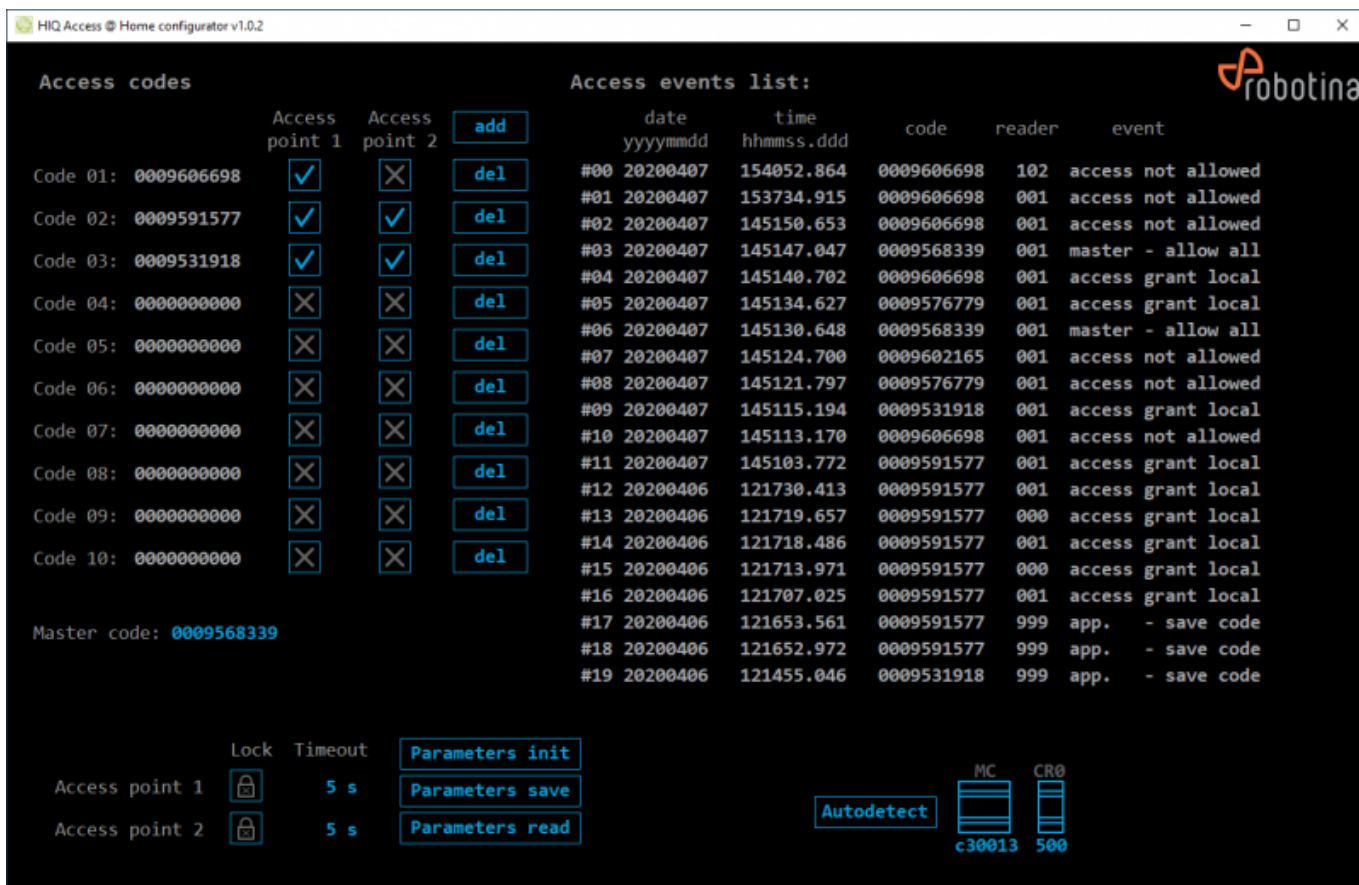 HIQ Access @ Home configurator v1.0.2
robotina
Access codes
Access point 1
Access point 2
add
Code 01: 0009606698 del
Code 02: 0009591577 del
Code 03: 0009531918 del
Code 04: 0000000000 del
Code 05: 0000000000 del
Code 06: 0000000000 del
Code 07: 0000000000 del
Code 08: 0000000000 del
Code 09: 0000000000 del
Code 10: 0000000000 del
Master code: 0009568339
Access events list:
date time code reader event
yyyymmdd hhmmss.ddd
#00 20200407 154052.864 0009606698 102 access not allowed
#01 20200407 153734.915 0009606698 001 access not allowed
#02 20200407 145150.653 0009606698 001 access not allowed
#03 20200407 145147.047 0009568339 001 master - allow all
#04 20200407 145140.702 0009606698 001 access grant local
#05 20200407 145134.627 0009576779 001 access grant local
#06 20200407 145130.648 0009568339 001 master - allow all
#07 20200407 145124.700 0009602165 001 access not allowed
#08 20200407 145121.797 0009576779 001 access not allowed
#09 20200407 145115.194 0009531918 001 access grant local
#10 20200407 145113.170 0009606698 001 access not allowed
#11 20200407 145103.772 0009591577 001 access grant local
#12 20200406 121730.413 0009591577 001 access grant local
#13 20200406 121719.657 0009591577 000 access grant local
#14 20200406 121718.486 0009591577 001 access grant local
#15 20200406 121713.971 0009591577 000 access grant local
#16 20200406 121707.025 0009591577 001 access grant local
#17 20200406 121653.561 0009591577 999 app. - save code
#18 20200406 121652.972 0009591577 999 app. - save code
#19 20200406 121455.046 0009531918 999 app. - save code
Lock Timeout
Access point 1 5 s
Access point 2 5 s
Parameters init
Parameters save
Parameters read
Autodetect
MC CR0
c30013 500